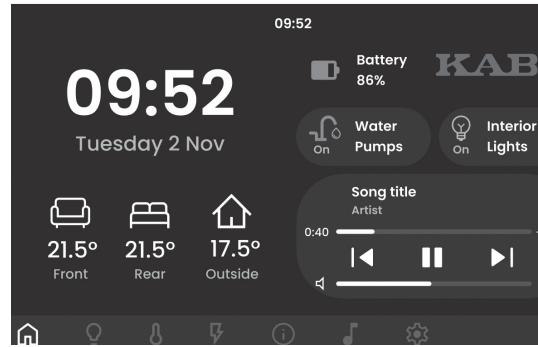 09:52
09:52
Tuesday 2 Nov
Battery
86%
KAB
Water
Pumps
On
Interior
Lights
On
Song title
Artist
0:40
21.5°
Front
21.5°
Rear
17.5°
Outside